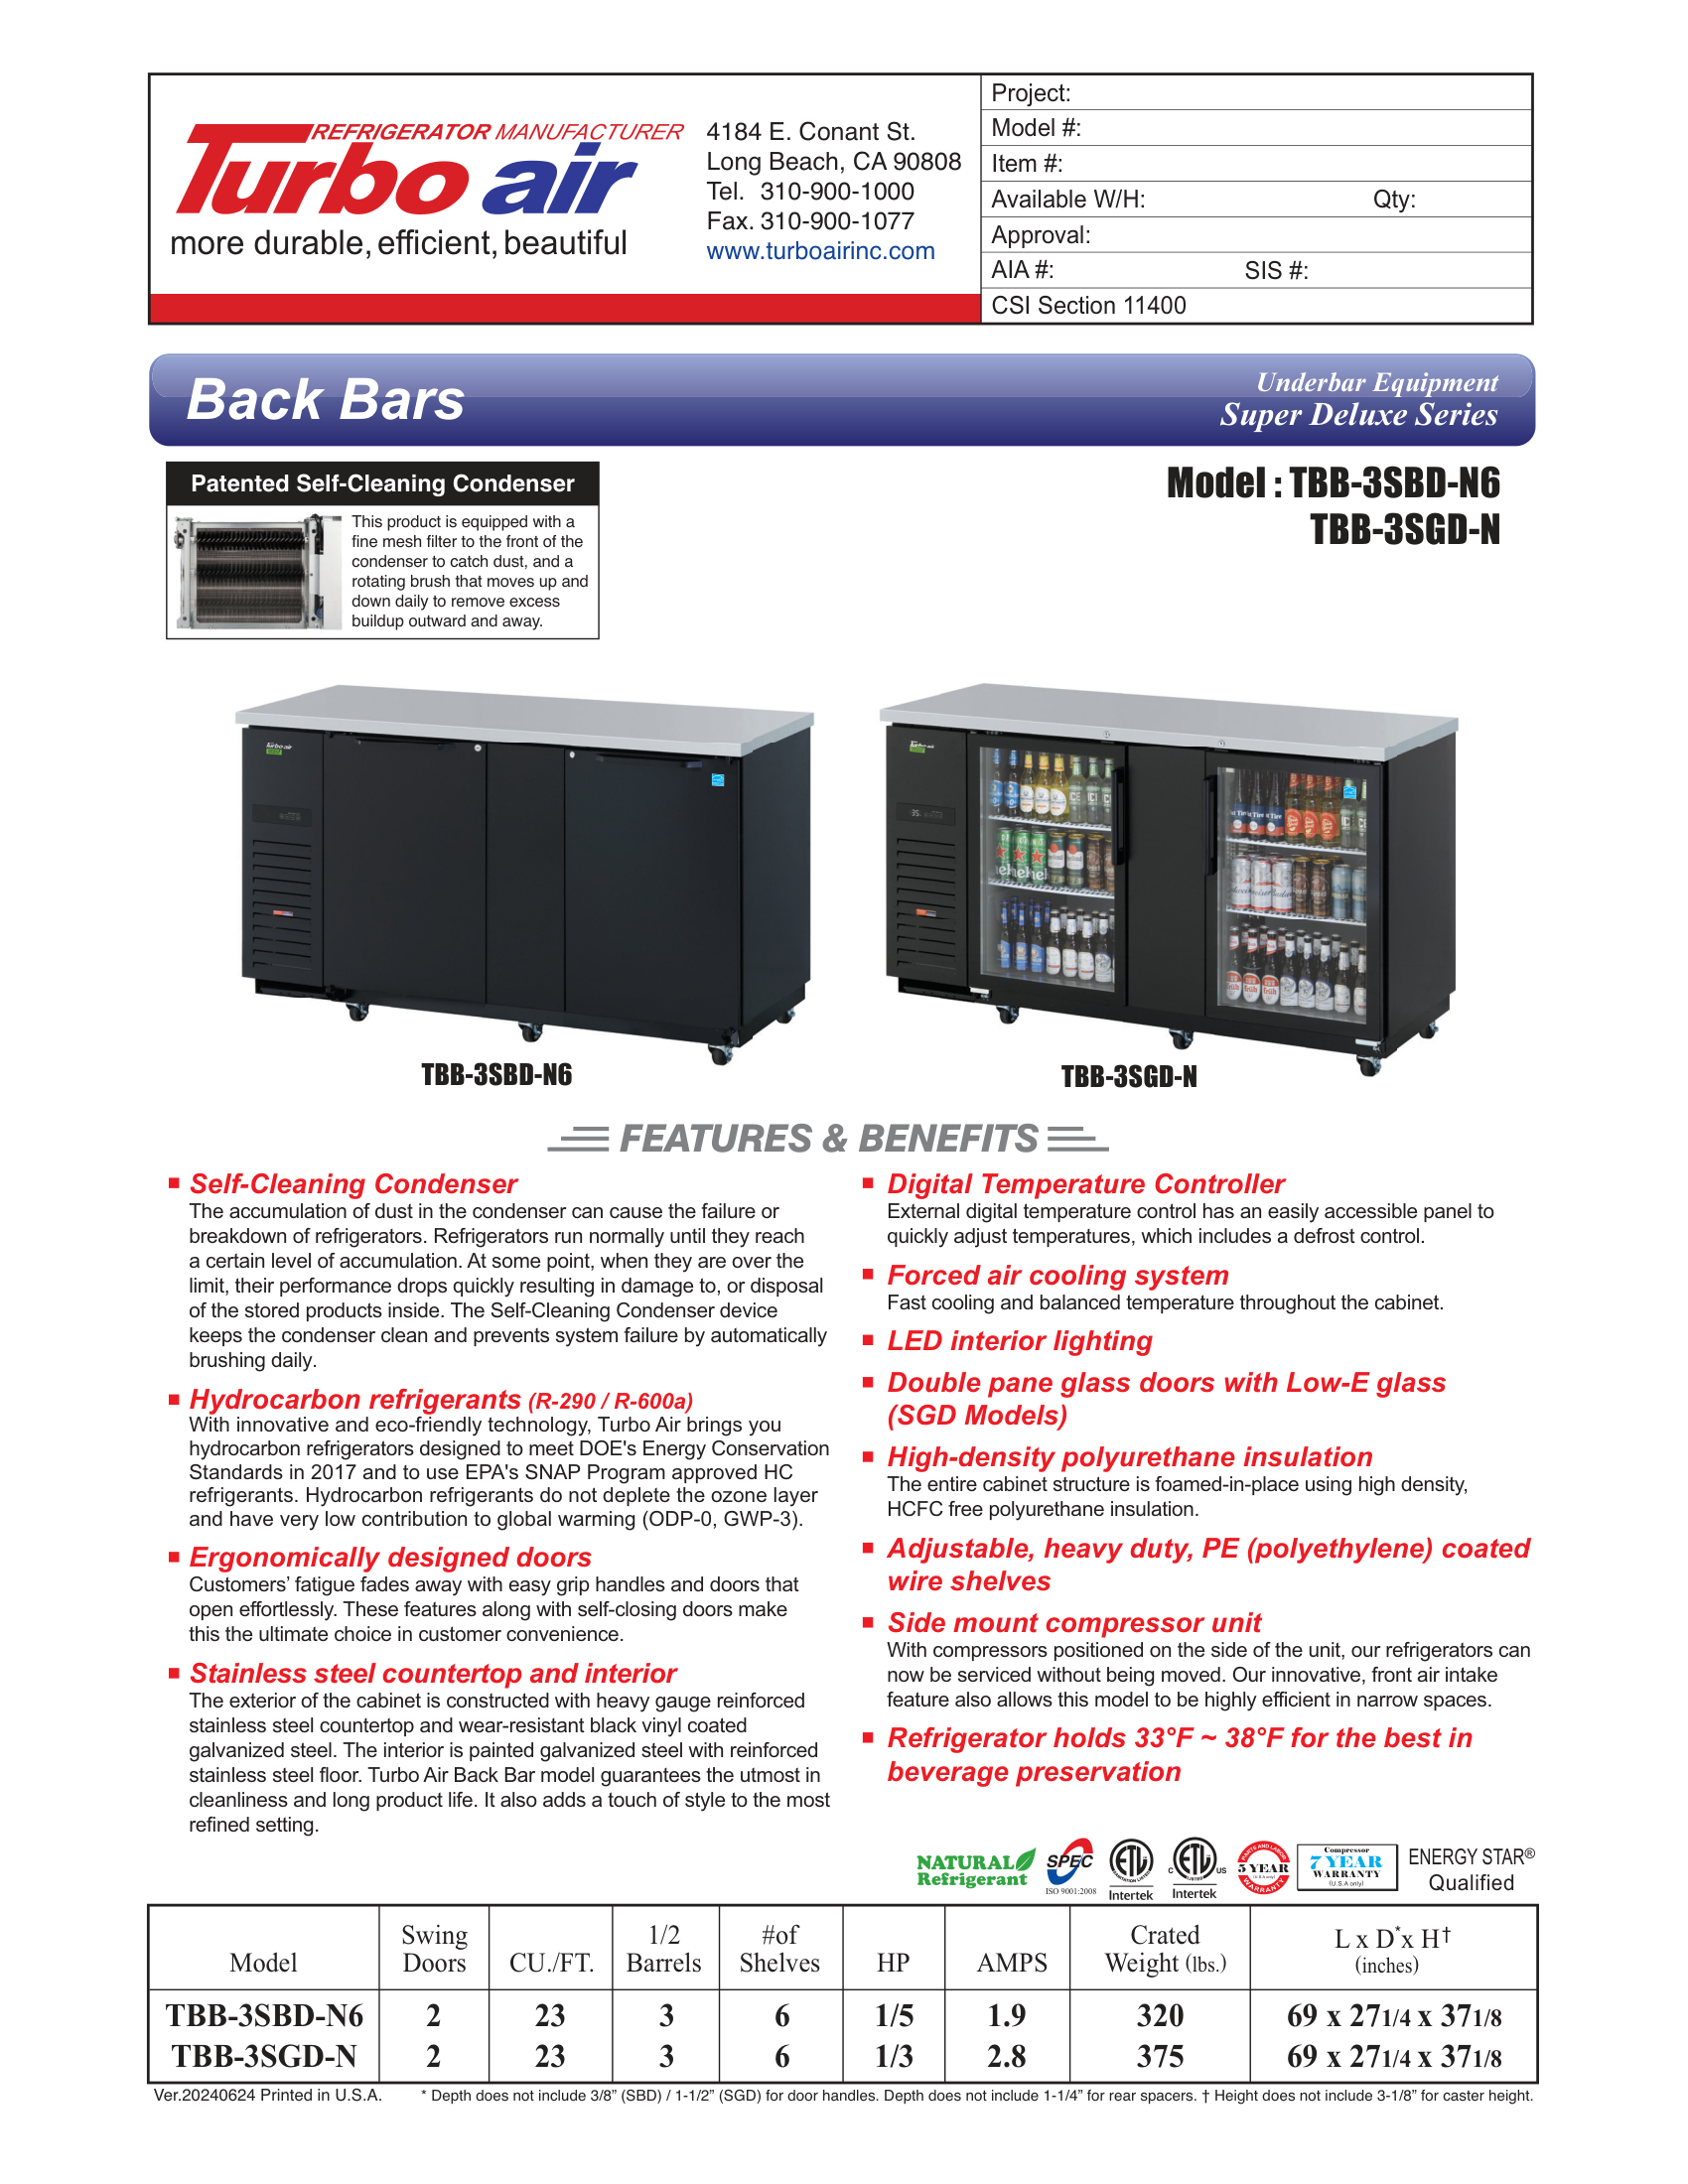 REFRIGERATOR MANUFACTURER
Turbo air
more durable, efficient, beautiful
4184 E. Conant St.
Long Beach, CA 90808
Tel. 310-900-1000
Fax. 310-900-1077
www.turboairinc.com
Project:
Model #:
Item #:
Available W/H: Qty:
Approval:
AIA #: SIS #:
CSI Section 11400
Back Bars
Underbar Equipment
Super Deluxe Series
Patented Self-Cleaning Condenser
This product is equipped with a
fine mesh filter to the front of the
condenser to catch dust, and a
rotating brush that moves up and
down daily to remove excess
buildup outward and away.
Model : TBB-3SBD-N6
TBB-3SGD-N
TBB-3SBD-N6
TBB-3SGD-N
FEATURES & BENEFITS
Self-Cleaning Condenser
The accumulation of dust in the condenser can cause the failure or
breakdown of refrigerators. Refrigerators run normally until they reach
a certain level of accumulation. At some point, when they are over the
limit, their performance drops quickly resulting in damage to, or disposal
of the stored products inside. The Self-Cleaning Condenser device
keeps the condenser clean and prevents system failure by automatically
brushing daily.
Hydrocarbon refrigerants (R-290 / R-600a)
With innovative and eco-friendly technology, Turbo Air brings you
hydrocarbon refrigerators designed to meet DOE's Energy Conservation
Standards in 2017 and to use EPA's SNAP Program approved HC
refrigerants. Hydrocarbon refrigerants do not deplete the ozone layer
and have very low contribution to global warming (ODP-0, GWP-3).
Ergonomically designed doors
Customers' fatigue fades away with easy grip handles and doors that
open effortlessly. These features along with self-closing doors make
this the ultimate choice in customer convenience.
Stainless steel countertop and interior
The exterior of the cabinet is constructed with heavy gauge reinforced
stainless steel countertop and wear-resistant black vinyl coated
galvanized steel. The interior is painted galvanized steel with reinforced
stainless steel floor. Turbo Air Back Bar model guarantees the utmost in
cleanliness and long product life. It also adds a touch of style to the most
refined setting.
Digital Temperature Controller
External digital temperature control has an easily accessible panel to
quickly adjust temperatures, which includes a defrost control.
Forced air cooling system
Fast cooling and balanced temperature throughout the cabinet.
LED interior lighting
Double pane glass doors with Low-E glass
(SGD Models)
High-density polyurethane insulation
The entire cabinet structure is foamed-in-place using high density,
HCFC free polyurethane insulation.
Adjustable, heavy duty, PE (polyethylene) coated
wire shelves
Side mount compressor unit
With compressors positioned on the side of the unit, our refrigerators can
now be serviced without being moved. Our innovative, front air intake
feature also allows this model to be highly efficient in narrow spaces.
Refrigerator holds 33°F ~ 38°F for the best in
beverage preservation
NATURAL
Refrigerant
SPEC
ISO 9001:2008
ETL
Intertek
C ETL US
Intertek
PARTS AND LABOR
5 YEAR
(U.S.A only)
WARRANTY
Compressor
7 YEAR
WARRANTY
(U.S.A only)
ENERGY STAR®
Qualified
Model Swing Doors CU./FT. 1/2 Barrels #of Shelves HP AMPS Crated Weight (lbs.) L x D* x H† (inches)
TBB-3SBD-N6 2 23 3 6 1/5 1.9 320 69 x 271/4 x 371/8
TBB-3SGD-N 2 23 3 6 1/3 2.8 375 69 x 271/4 x 371/8
Ver.20240624 Printed in U.S.A. * Depth does not include 3/8" (SBD) / 1-1/2" (SGD) for door handles. Depth does not include 1-1/4" for rear spacers. † Height does not include 3-1/8" for caster height.